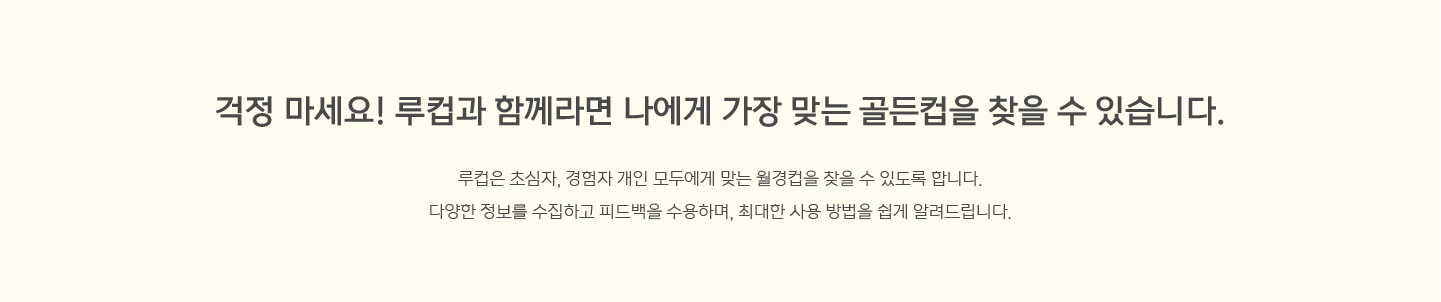 걱정 마세요! 루컵과 함께라면 나에게 가장 맞는 골든컵을 찾을 수 있습니다.
루컵은 초심자, 경험자 개인 모두에게 맞는 월경컵을 찾을 수 있도록 합니다.
다양한 정보를 수집하고 피드백을 수용하며, 최대한 사용 방법을 쉽게 알려드립니다.